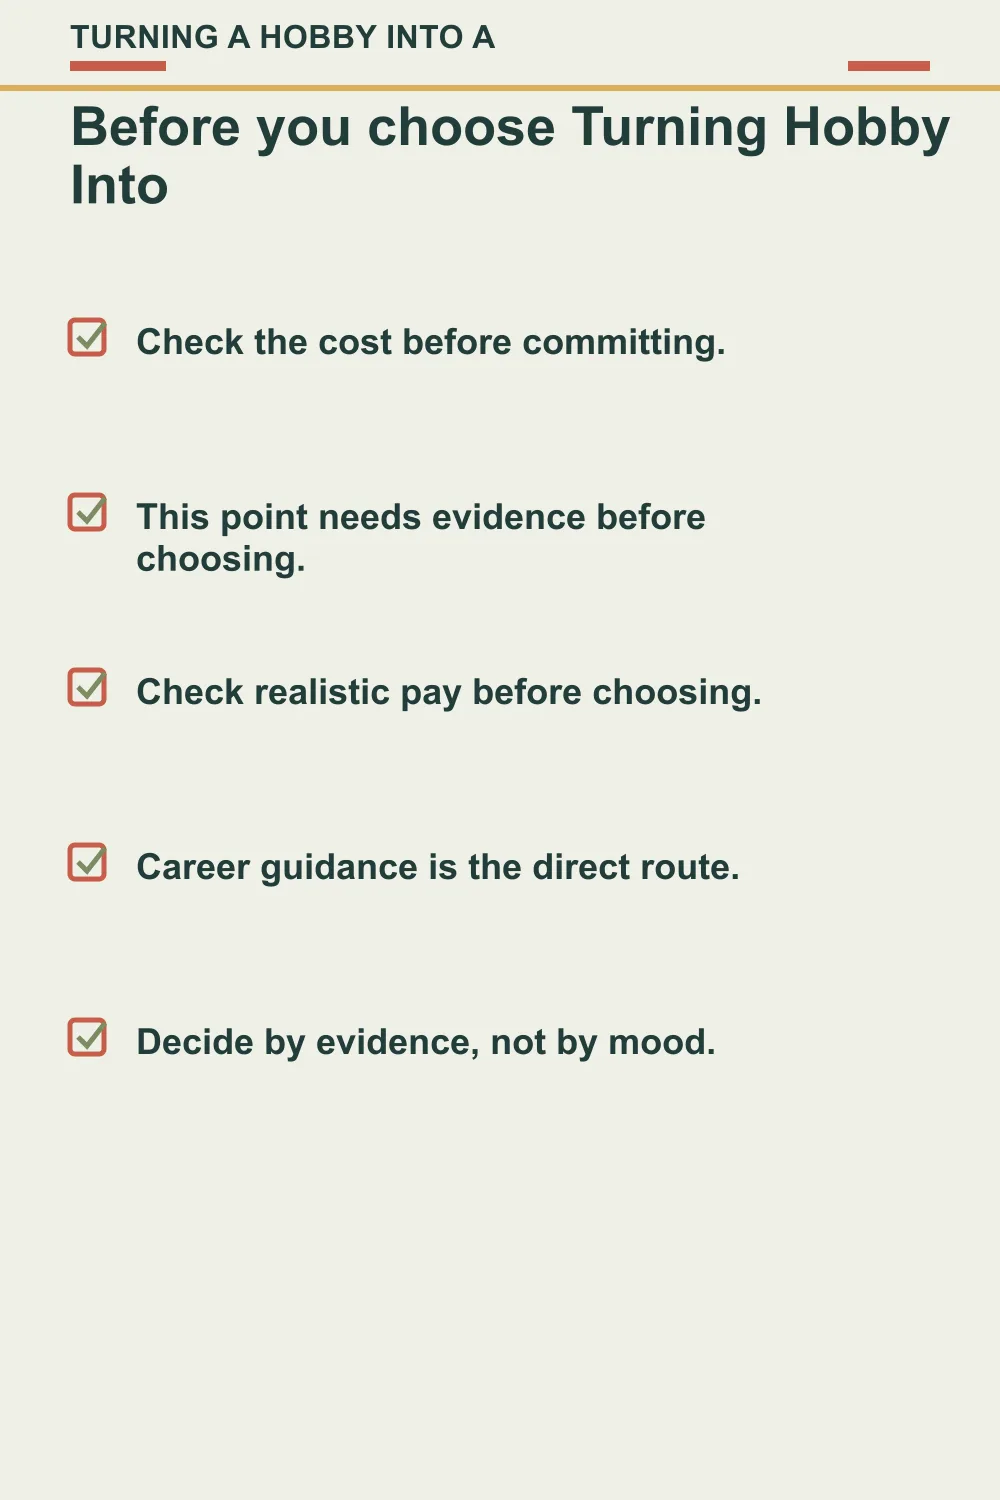 TURNING A HOBBY INTO A
Before you choose Turning Hobby
Into
Check the cost before committing.
This point needs evidence before
choosing.
Check realistic pay before choosing.
Career guidance is the direct route.
Decide by evidence, not by mood.